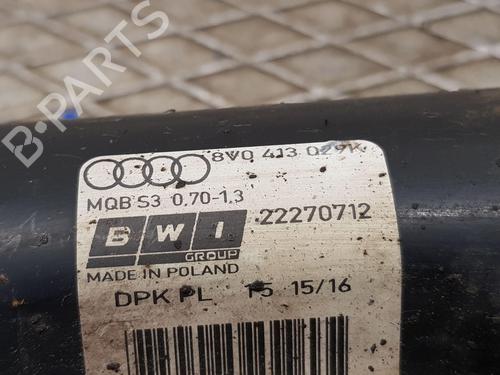 B-PARTS
8V0 413 029K
MQB S3 0.70-1.3
BWI GROUP 22270712
MADE IN POLAND
DPK PL T5 15/16